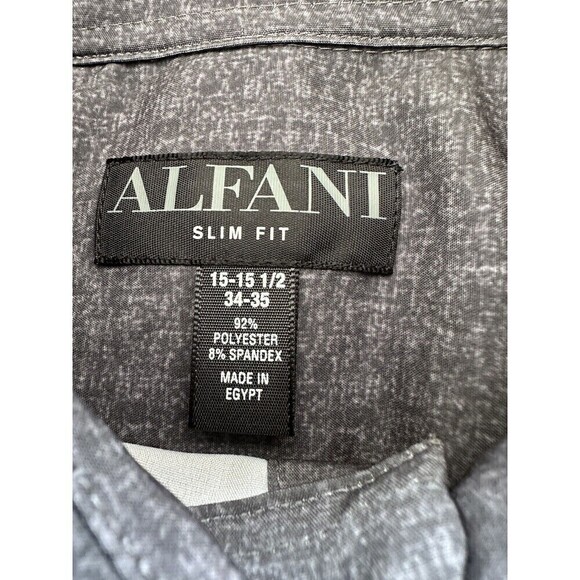 ALFANI
SLIM FIT
15-15 1/2
34-35
92%
POLYESTER
8% SPANDEX
MADE IN
EGYPT